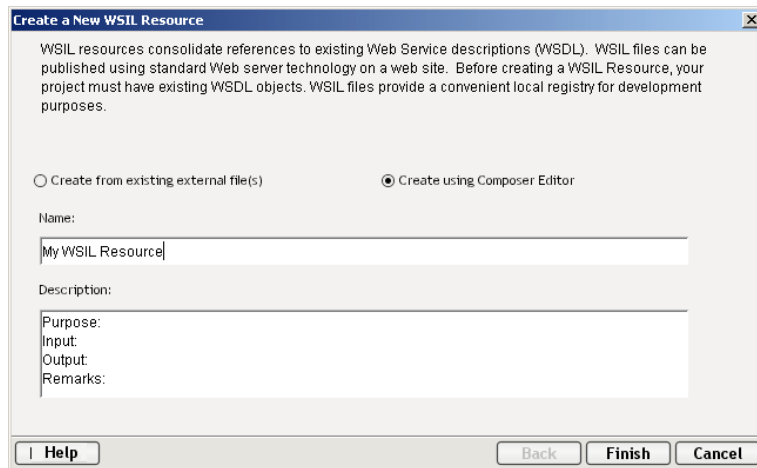 Create a New WSIL Resource
WSIL resources consolidate references to existing Web Service descriptions (WSDL). WSIL files can be
published using standard Web server technology on a web site. Before creating a WSIL Resource, your
project must have existing WSDL objects. WSIL files provide a convenient local registry for development
purposes.
Create from existing external file(s) Create using Composer Editor
Name:
My WSIL Resource
Description:
Purpose:
Input:
Output:
Remarks:
Help Back Finish Cancel